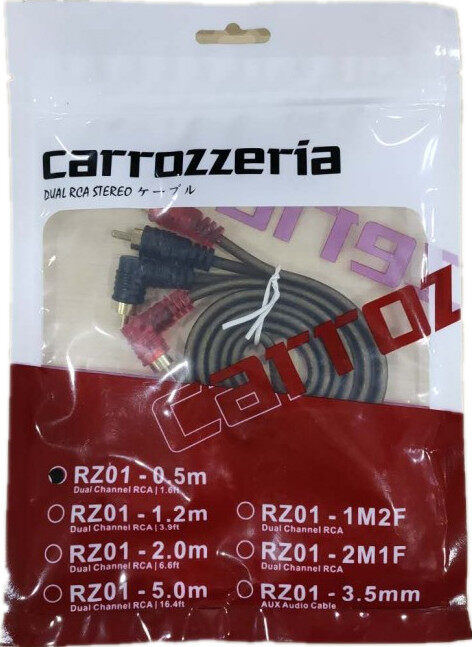 carrozzeria
DUAL RCA STEREO ケーブル
carroz
RZ01 - 0.5m
Dual Channel RCA | 1.6ft
RZ01 - 1.2m
Dual Channel RCA | 3.9ft
RZ01 - 2.0m
Dual Channel RCA | 6.6ft
RZ01 - 5.0m
Dual Channel RCA | 16.4ft
RZ01 - 1M2F
Dual Channel RCA
RZ01 - 2M1F
Dual Channel RCA
RZ01 - 3.5mm
AUX Audio Cable